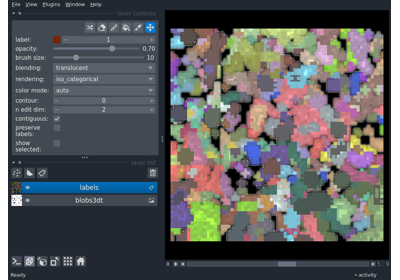 File View Plugins Window Help
layer controls
label: 1
opacity: 0.70
brush size: 10
blending: translucent
rendering: iso_categorical
color mode: auto
contour: 0
n edit dim: 2
contiguous:
preserve
labels:
show
selected:
layer list
labels
blobs3dt
Ready
activity